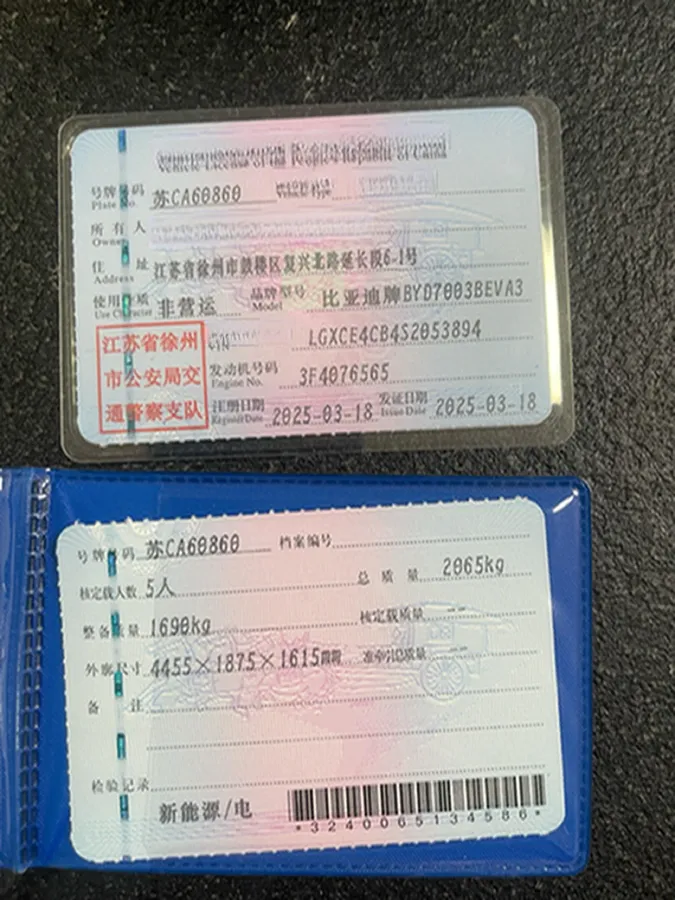 号牌号码 苏CA60860
Plate No.
所有人
Owner
住址 江苏省徐州市鼓楼区复兴北路延长段6-1号
Address
使用性质 非营运 品牌型号 比亚迪牌BYD7003BEVA3
Use Character Model
江苏省徐州
市公安局交
通警察支队
LGXCE4CB4S2053894
发动机号码 3F4076565
Engine No.
注册日期 2025-03-18 发证日期 2025-03-18
Register Date Issue Date
号牌号码 苏CA60860 档案编号
核定载人数 5人 总质量 2065kg
整备质量 1690kg 核定载质量 --
外廓尺寸 4455×1875×1615 准牵引总质量 --
备注
检验记录
新能源/电
*3240065134586*